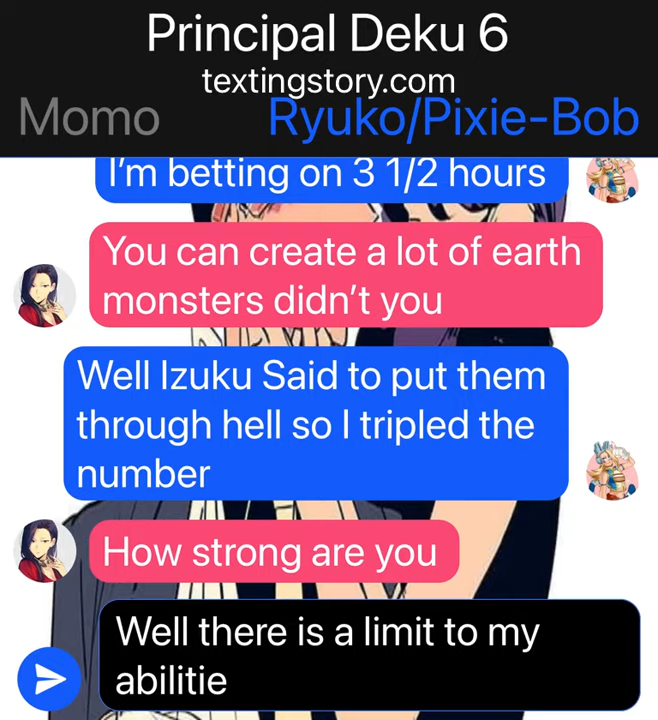 Principal Deku 6
textingstory.com
Momo
Ryuko/Pixie-Bob
I'm betting on 3 1/2 hours
You can create a lot of earth
monsters didn't you
Well Izuku Said to put them
through hell so I tripled the
number
How strong are you
Well there is a limit to my
abilitie